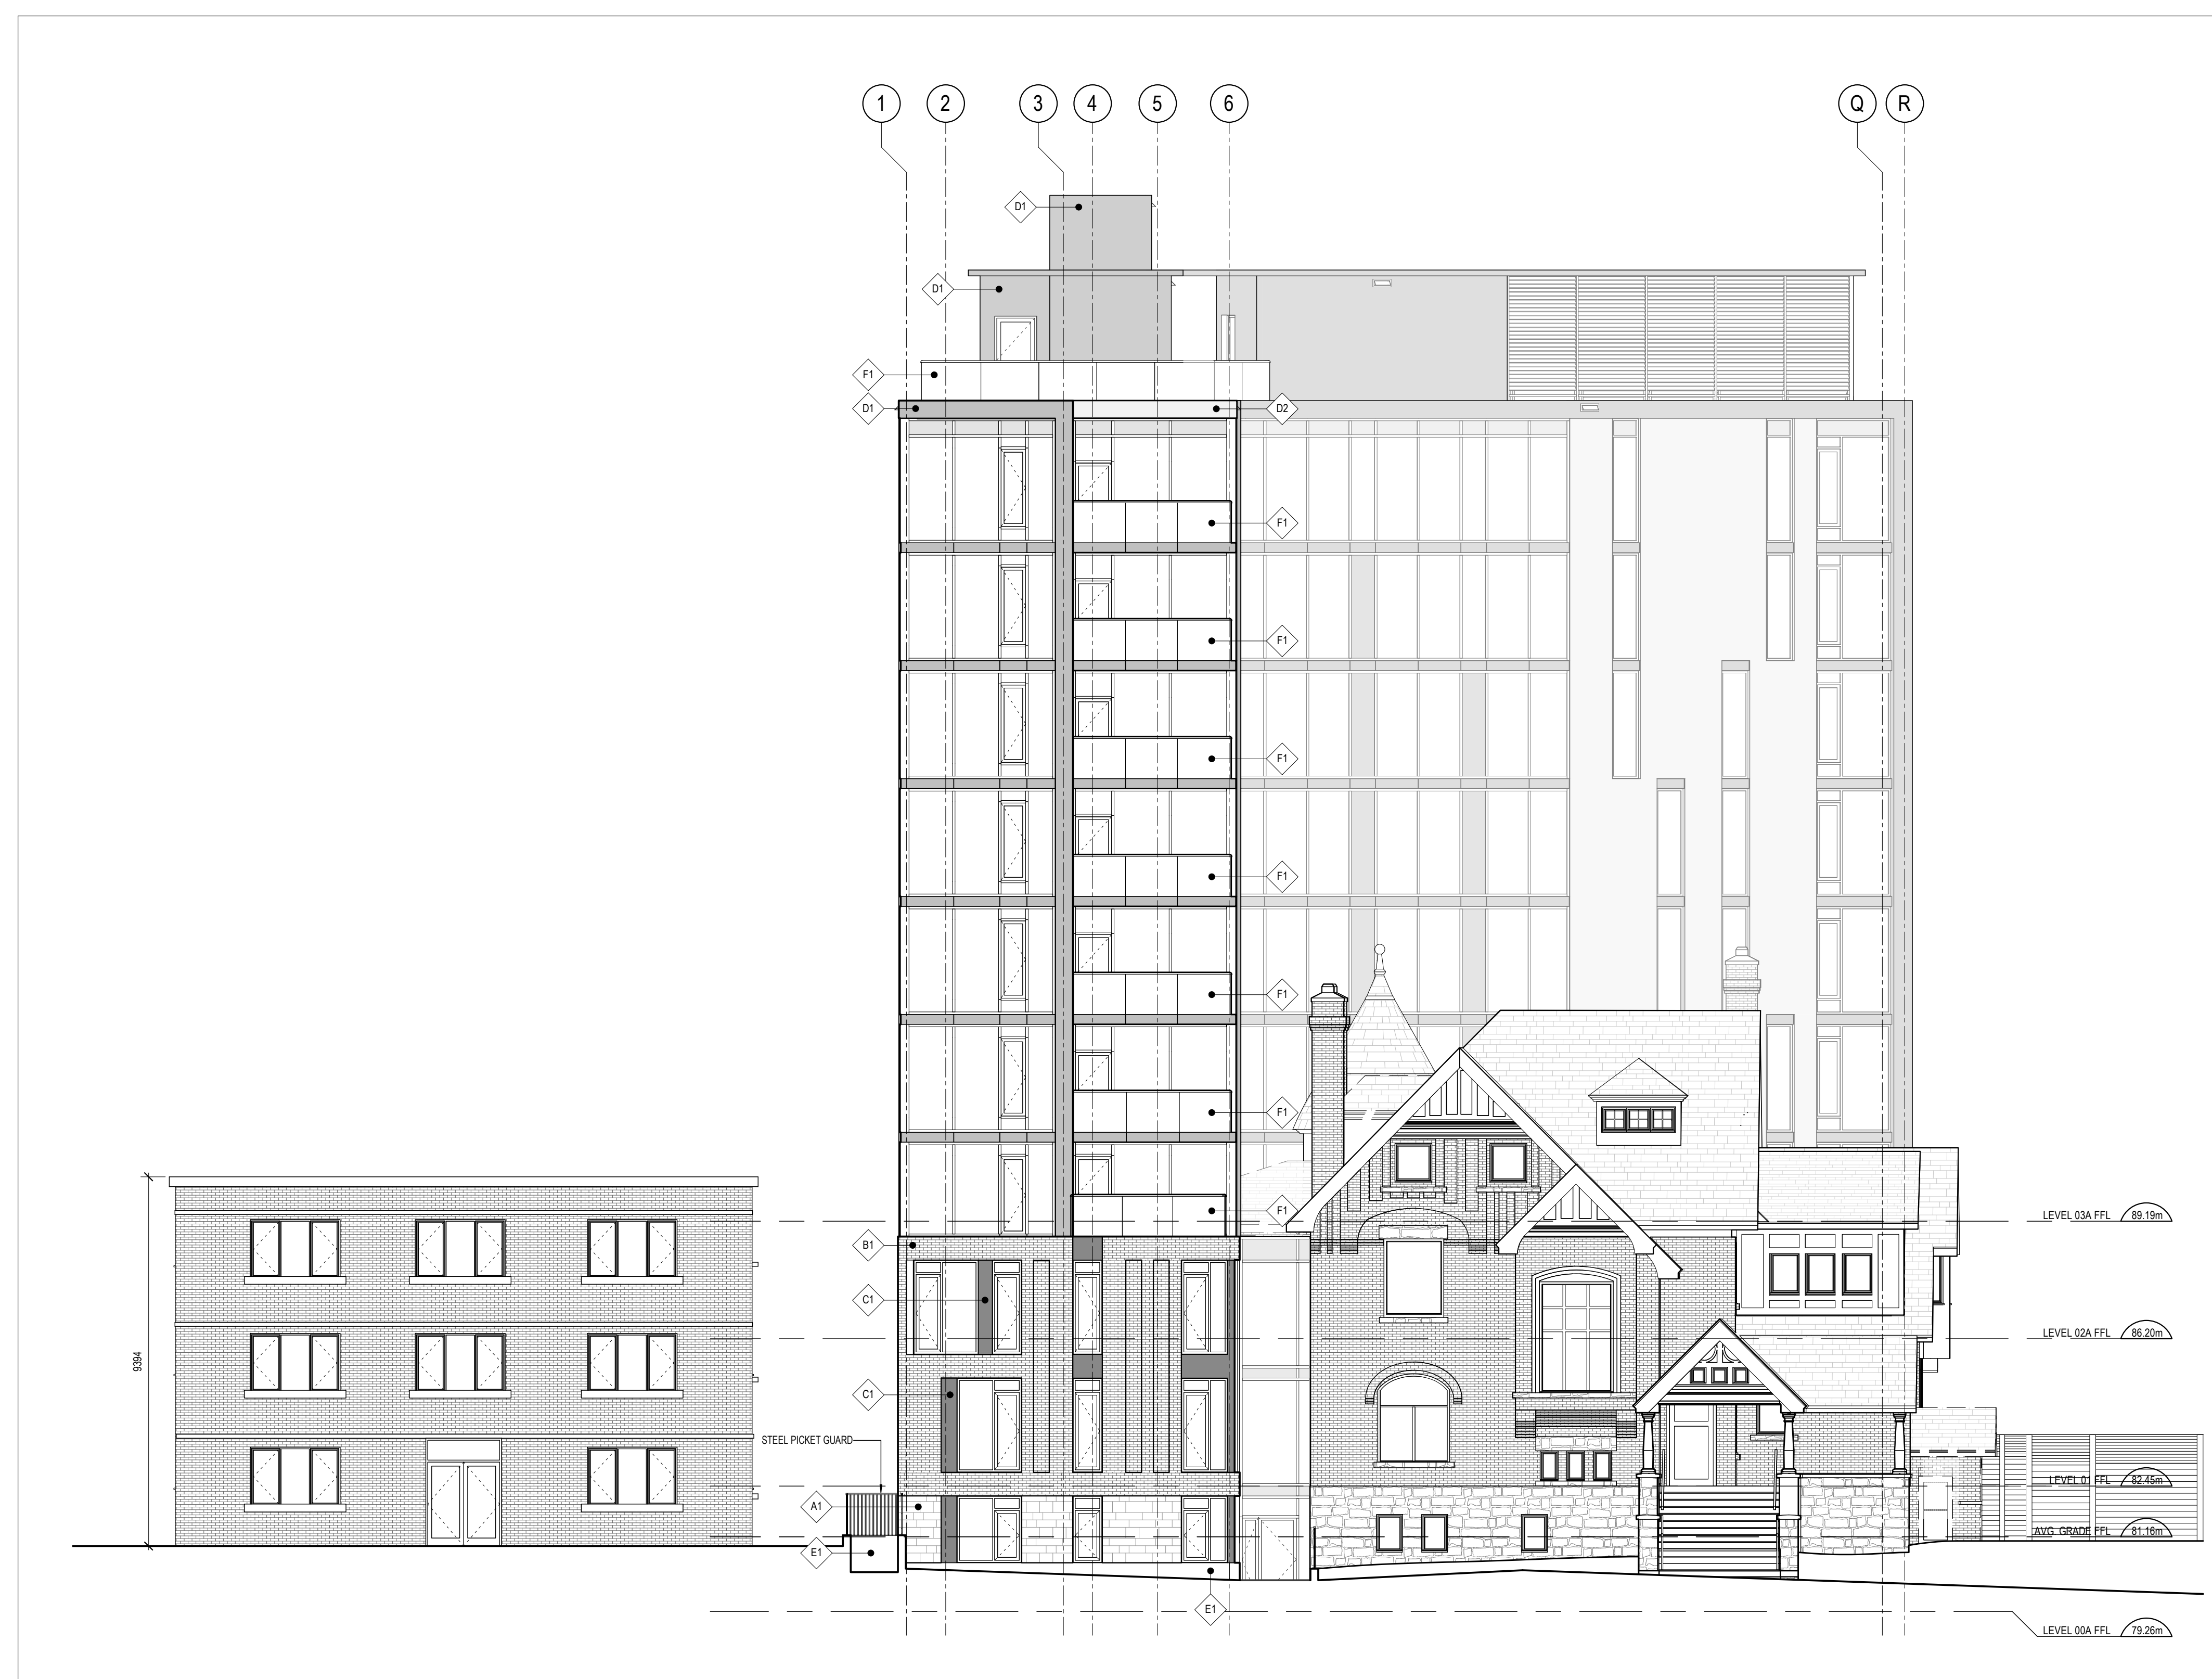 1 2 3 4 5 6 Q R
D1
D1
F1
D1 D2
F1
F1
F1
F1
F1
F1
F1
LEVEL 03A FFL 89.19m
B1
C1
LEVEL 02A FFL 86.20m
9394
C1
STEEL PICKET GUARD
LEVEL 01 FFL 82.45m
A1
AVG. GRADE FFL 81.16m
E1
E1
LEVEL 00A FFL 79.26m